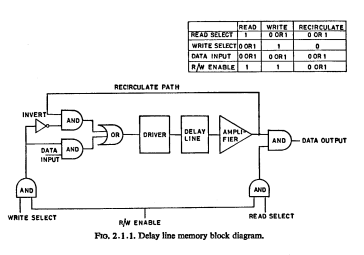 READ WRITE RECIRCULATE
READ SELECT 1 0 OR 1 0 OR 1
WRITE SELECT 0 OR 1 1 0
DATA INPUT 0 OR 1 0 OR 1 0 OR 1
R/W ENABLE 1 1 0 OR 1
RECIRCULATE PATH
INVERT
AND
DATA INPUT
AND
OR
DRIVER
DELAY LINE
AMPLI-FIER
AND
DATA OUTPUT
AND
AND
WRITE SELECT
R/W ENABLE
READ SELECT
FIG. 2.1.1. Delay line memory block diagram.